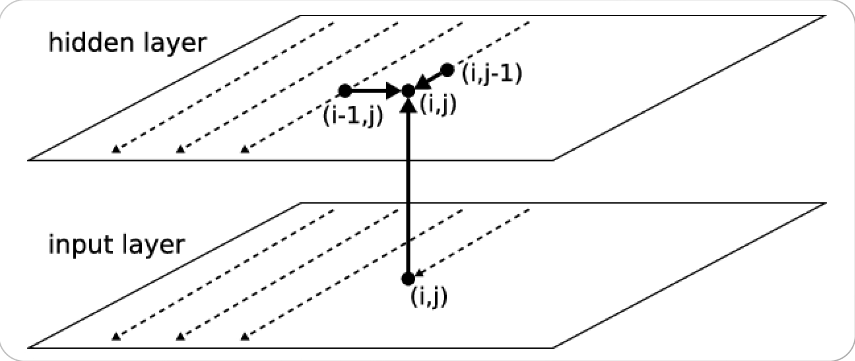 hidden layer
(i,j-1)
(i-1,j)
(i,j)
input layer
(i,j)